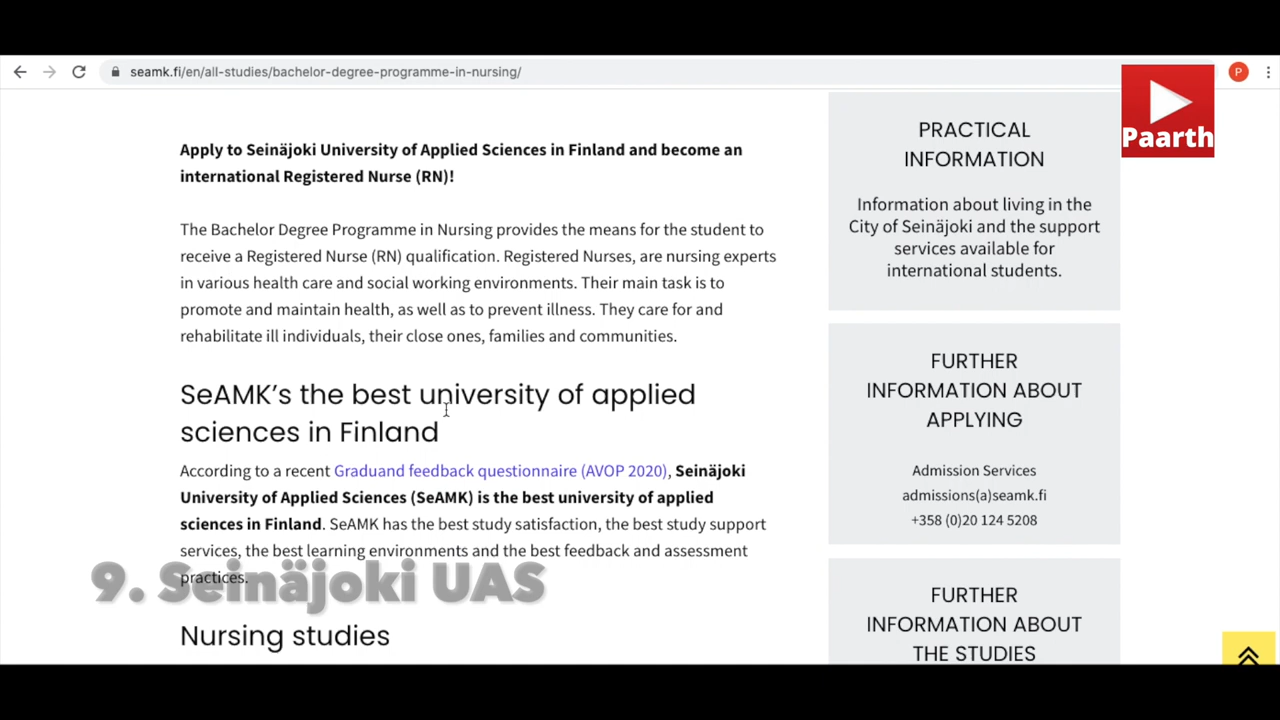 seamk.fi/en/all-studies/bachelor-degree-programme-in-nursing/
P
Paarth
Apply to Seinäjoki University of Applied Sciences in Finland and become an
international Registered Nurse (RN)!
The Bachelor Degree Programme in Nursing provides the means for the student to
receive a Registered Nurse (RN) qualification. Registered Nurses, are nursing experts
in various health care and social working environments. Their main task is to
promote and maintain health, as well as to prevent illness. They care for and
rehabilitate ill individuals, their close ones, families and communities.
SeAMK’s the best university of applied
sciences in Finland
According to a recent Graduand feedback questionnaire (AVOP 2020), Seinäjoki
University of Applied Sciences (SeAMK) is the best university of applied
sciences in Finland. SeAMK has the best study satisfaction, the best study support
services, the best learning environments and the best feedback and assessment
practices.
9. Seinäjoki UAS
Nursing studies
PRACTICAL
INFORMATION
Information about living in the
City of Seinäjoki and the support
services available for
international students.
FURTHER
INFORMATION ABOUT
APPLYING
Admission Services
admissions(a)seamk.fi
+358 (0)20 124 5208
FURTHER
INFORMATION ABOUT
THE STUDIES